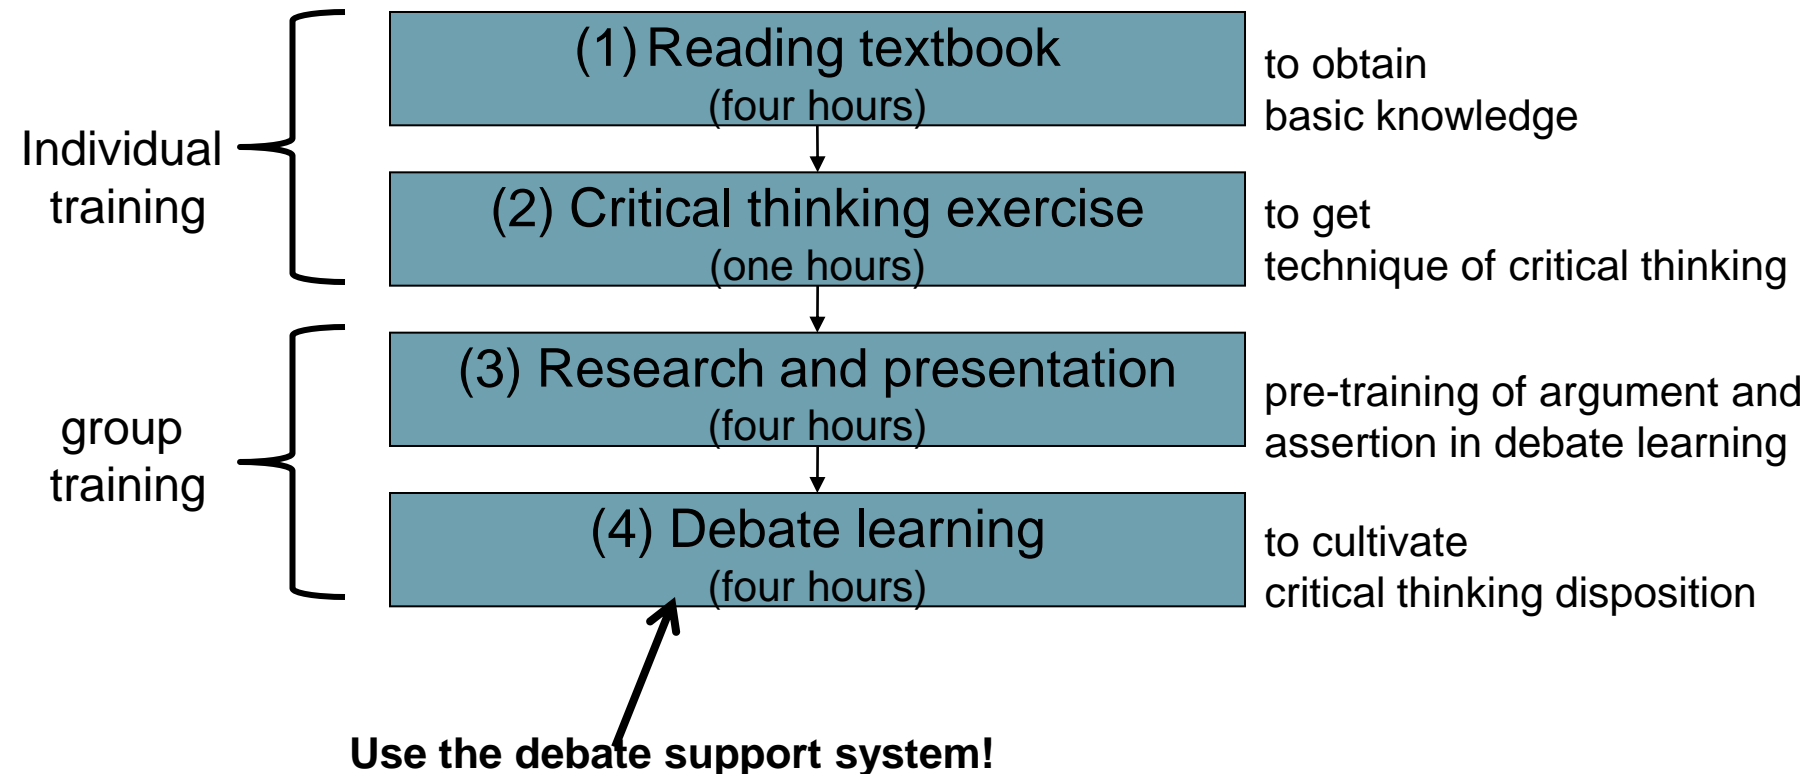 Individual
training
(1) Reading textbook
(four hours)
to obtain
basic knowledge
(2) Critical thinking exercise
(one hours)
to get
technique of critical thinking
group
training
(3) Research and presentation
(four hours)
pre-training of argument and
assertion in debate learning
(4) Debate learning
(four hours)
to cultivate
critical thinking disposition
Use the debate support system!